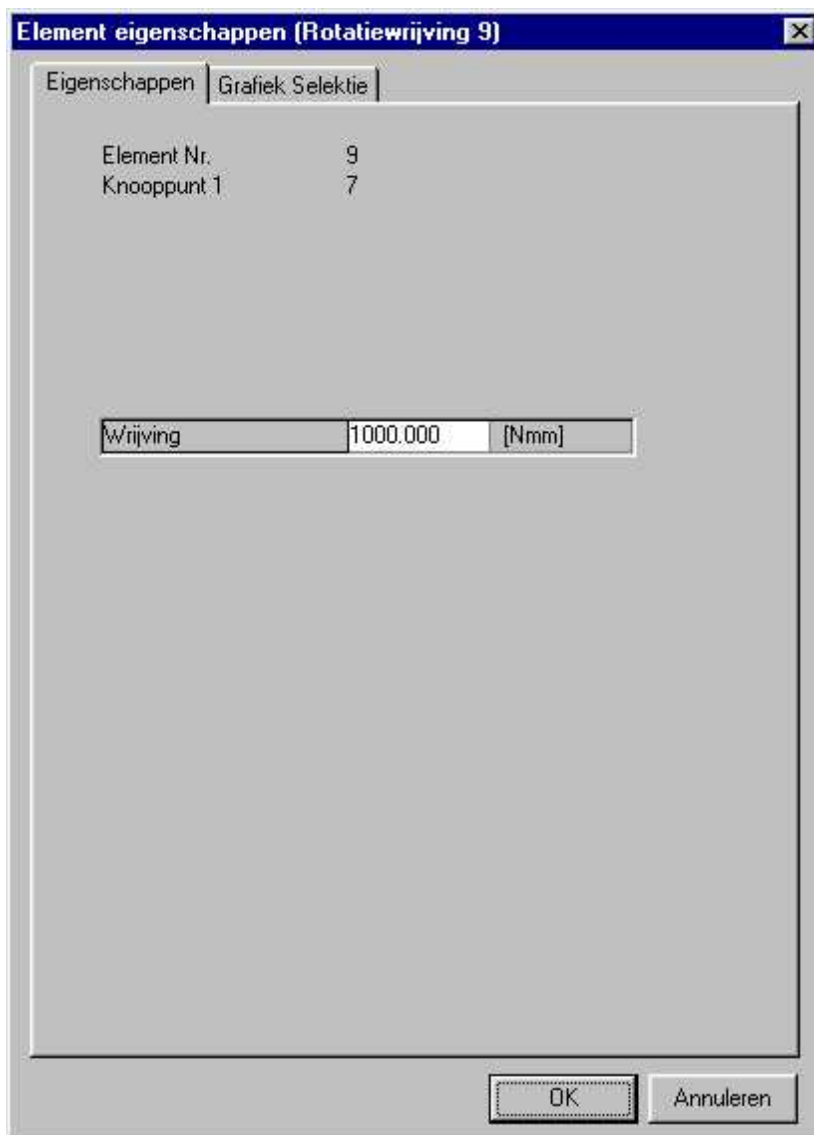 Element eigenschappen (Rotatiewrijving 9)
Eigenschappen Grafiek Selektie
Element Nr. 9
Knooppunt 1 7
Wrijving 1000.000 [Nmm]
OK Annuleren